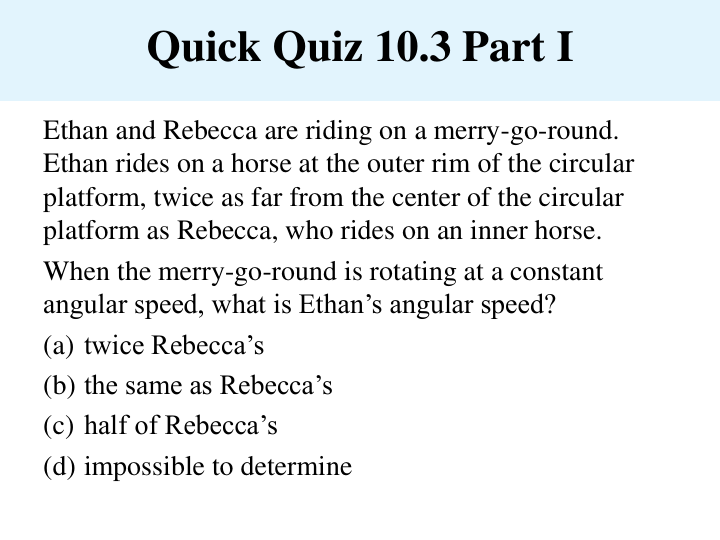 Quick Quiz 10.3 Part I
Ethan and Rebecca are riding on a merry-go-round.
Ethan rides on a horse at the outer rim of the circular
platform, twice as far from the center of the circular
platform as Rebecca, who rides on an inner horse.
When the merry-go-round is rotating at a constant
angular speed, what is Ethan’s angular speed?
(a) twice Rebecca’s
(b) the same as Rebecca’s
(c) half of Rebecca’s
(d) impossible to determine